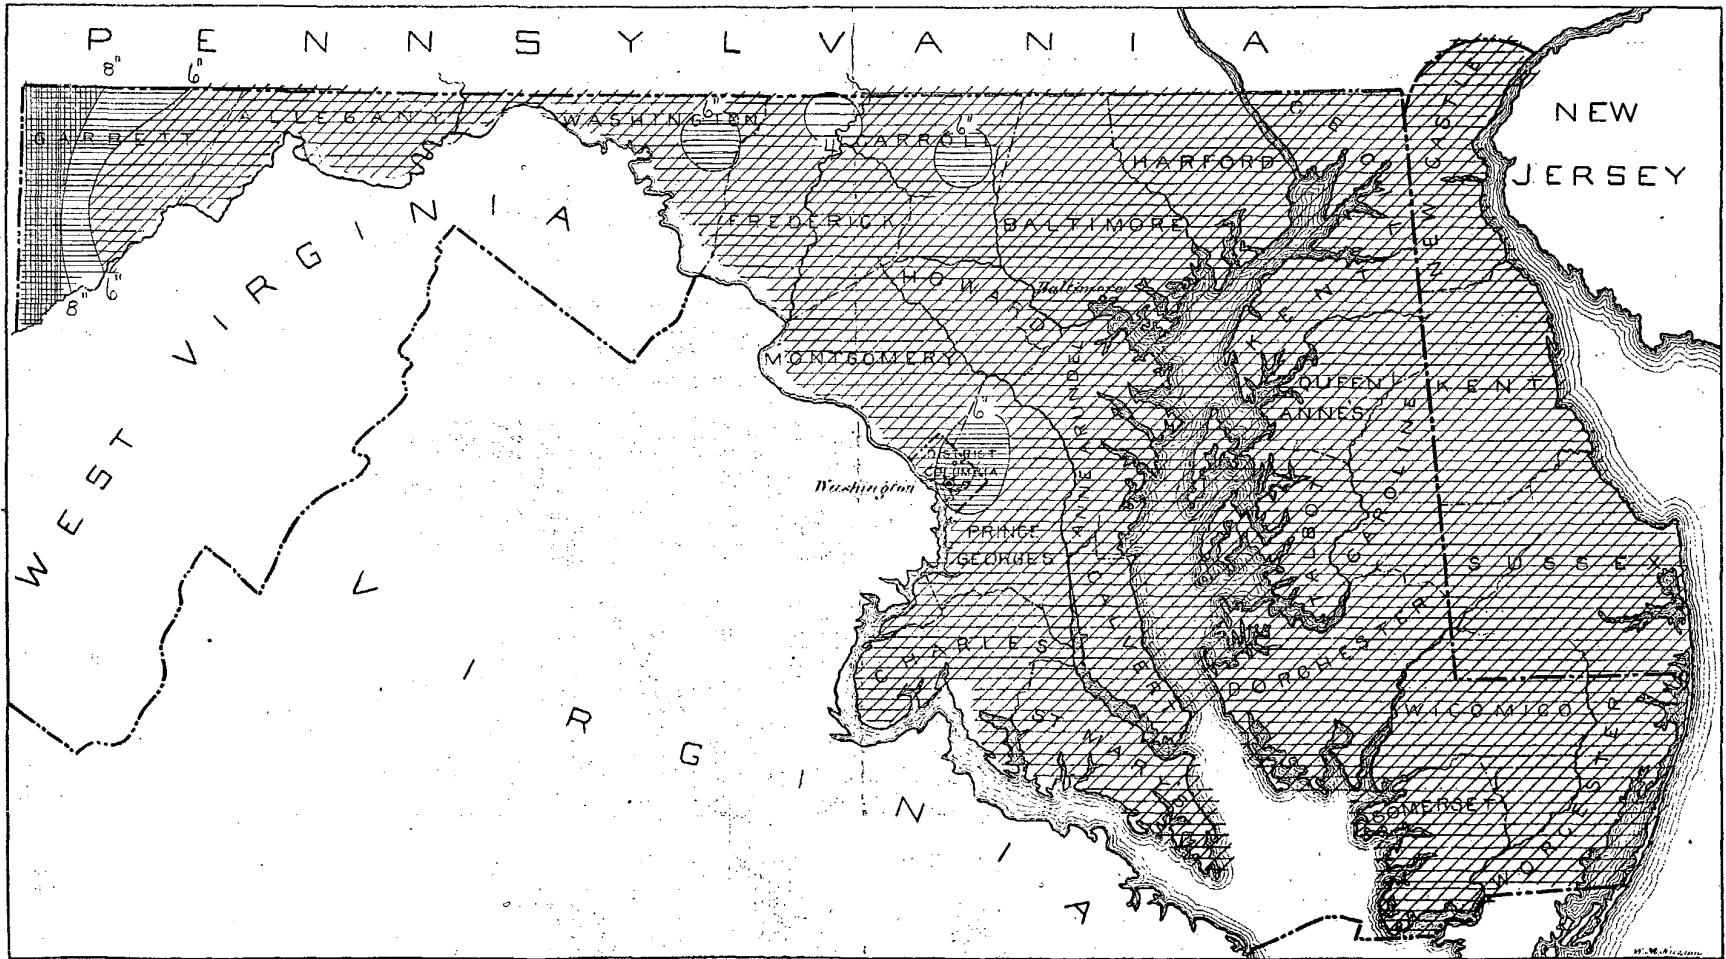 PENNSYLVANIA
8" 6"
NEW JERSEY
GARRETT
ALLEGANY
WASHINGTON
6"
CARROLL
6"
HARFORD
CECIL
NEW CASTLE
FREDERICK
BALTIMORE
WEST VIRGINIA
8" 6"
HOWARD
Baltimore
KENT
MONTGOMERY
ANNE ARUNDEL
QUEEN ANNE'S
KENT
CAROLINE
6"
DISTRICT
COLUMBIA
Washington
TALBOT
PRINCE
GEORGES
CALVERT
SUSSEX
CHARLES
DORCHESTER
ST MARYS
WICOMICO
WORCESTER
SOMERSET
VIRGINIA